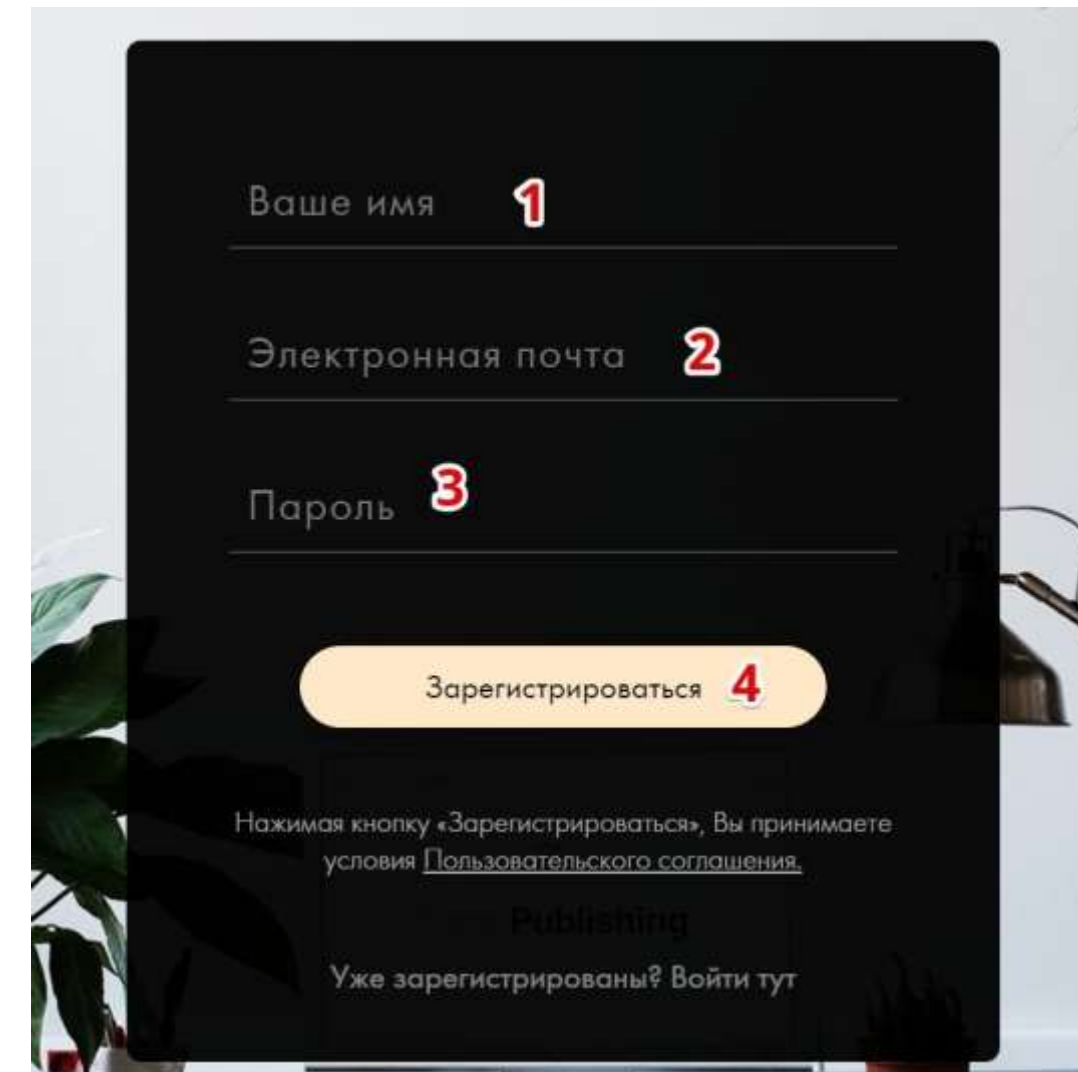 Ваше имя 1
Электронная почта 2
Пароль 3
Зарегистрироваться 4
Нажимая кнопку «Зарегистрироваться», Вы принимаете
условия Пользовательского соглашения.
Publishing
Уже зарегистрированы? Войти тут